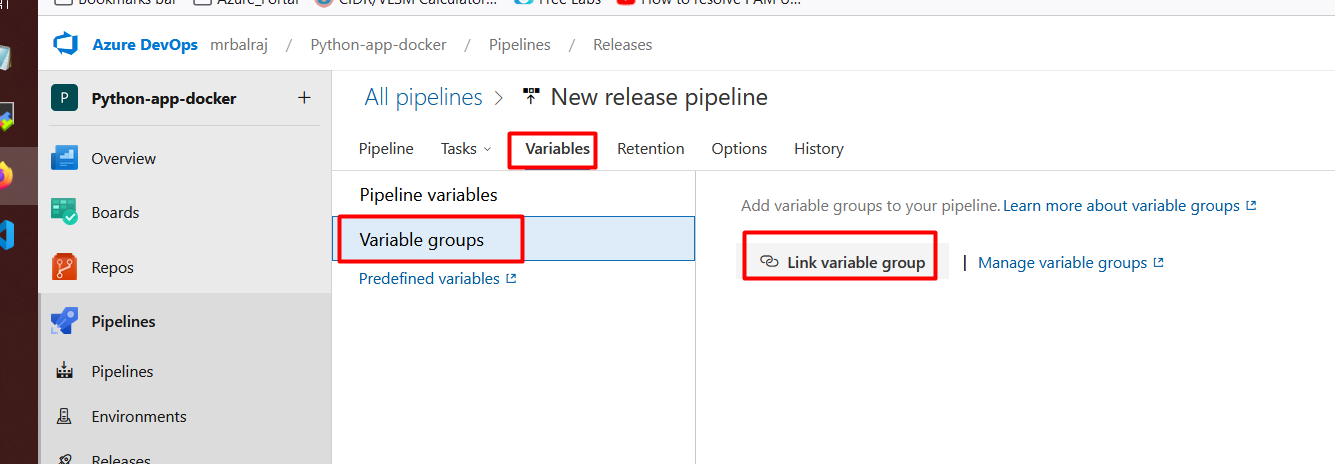 Bookmarks bar Azure_Portal CIDR/VLSM Calculator... Free Labs How to resolve PAM 0...
Azure DevOps mrbalraj / Python-app-docker / Pipelines / Releases
P Python-app-docker +
All pipelines > New release pipeline
Overview
Pipeline Tasks Variables Retention Options History
Pipeline variables
Boards
Add variable groups to your pipeline. Learn more about variable groups
Variable groups
Repos
Link variable group | Manage variable groups
Predefined variables
Pipelines
Pipelines
Environments
Releases